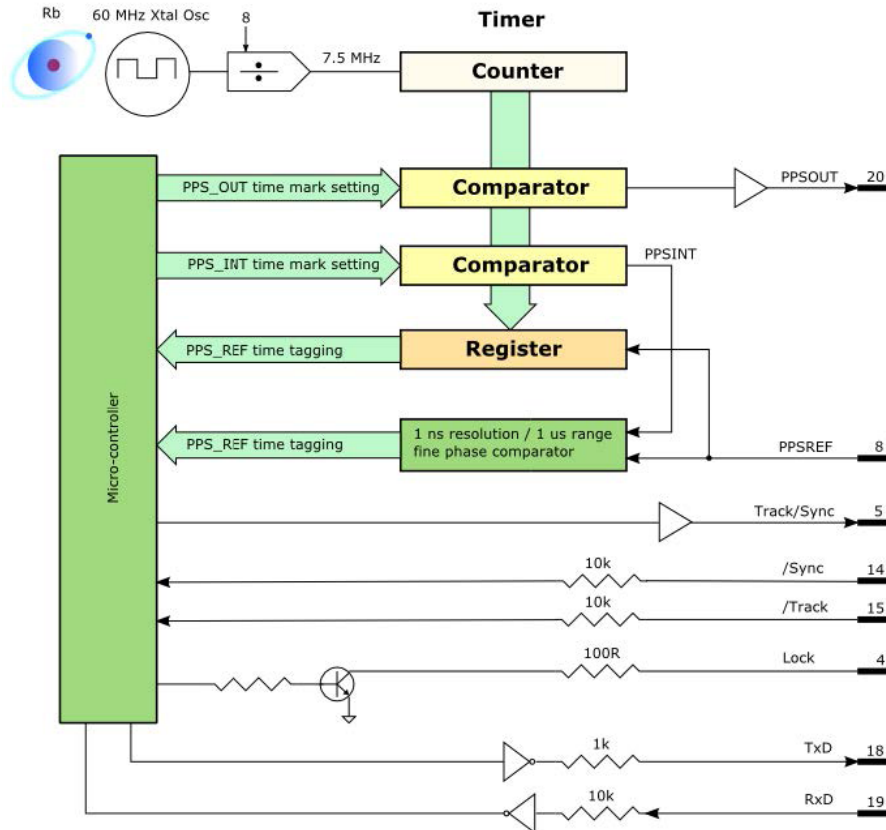 Rb
60 MHz Xtal Osc
8
Timer
7.5 MHz
Counter
PPS_OUT time mark setting
Comparator
PPSOUT
20
PPS_INT time mark setting
Comparator
PPSINT
PPS_REF time tagging
Register
Micro-controller
PPS_REF time tagging
1 ns resolution / 1 us range
fine phase comparator
PPSREF
8
Track/Sync
5
10k
/Sync
14
10k
/Track
15
100R
Lock
4
1k
TxD
18
10k
RxD
19